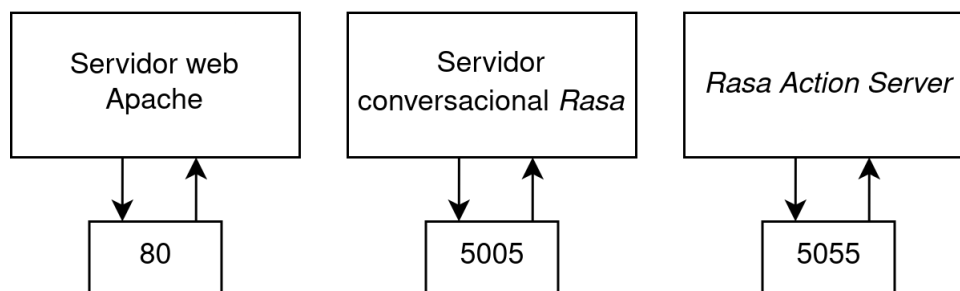 Servidor web
Apache
Servidor
conversacional Rasa
Rasa Action Server
80
5005
5055